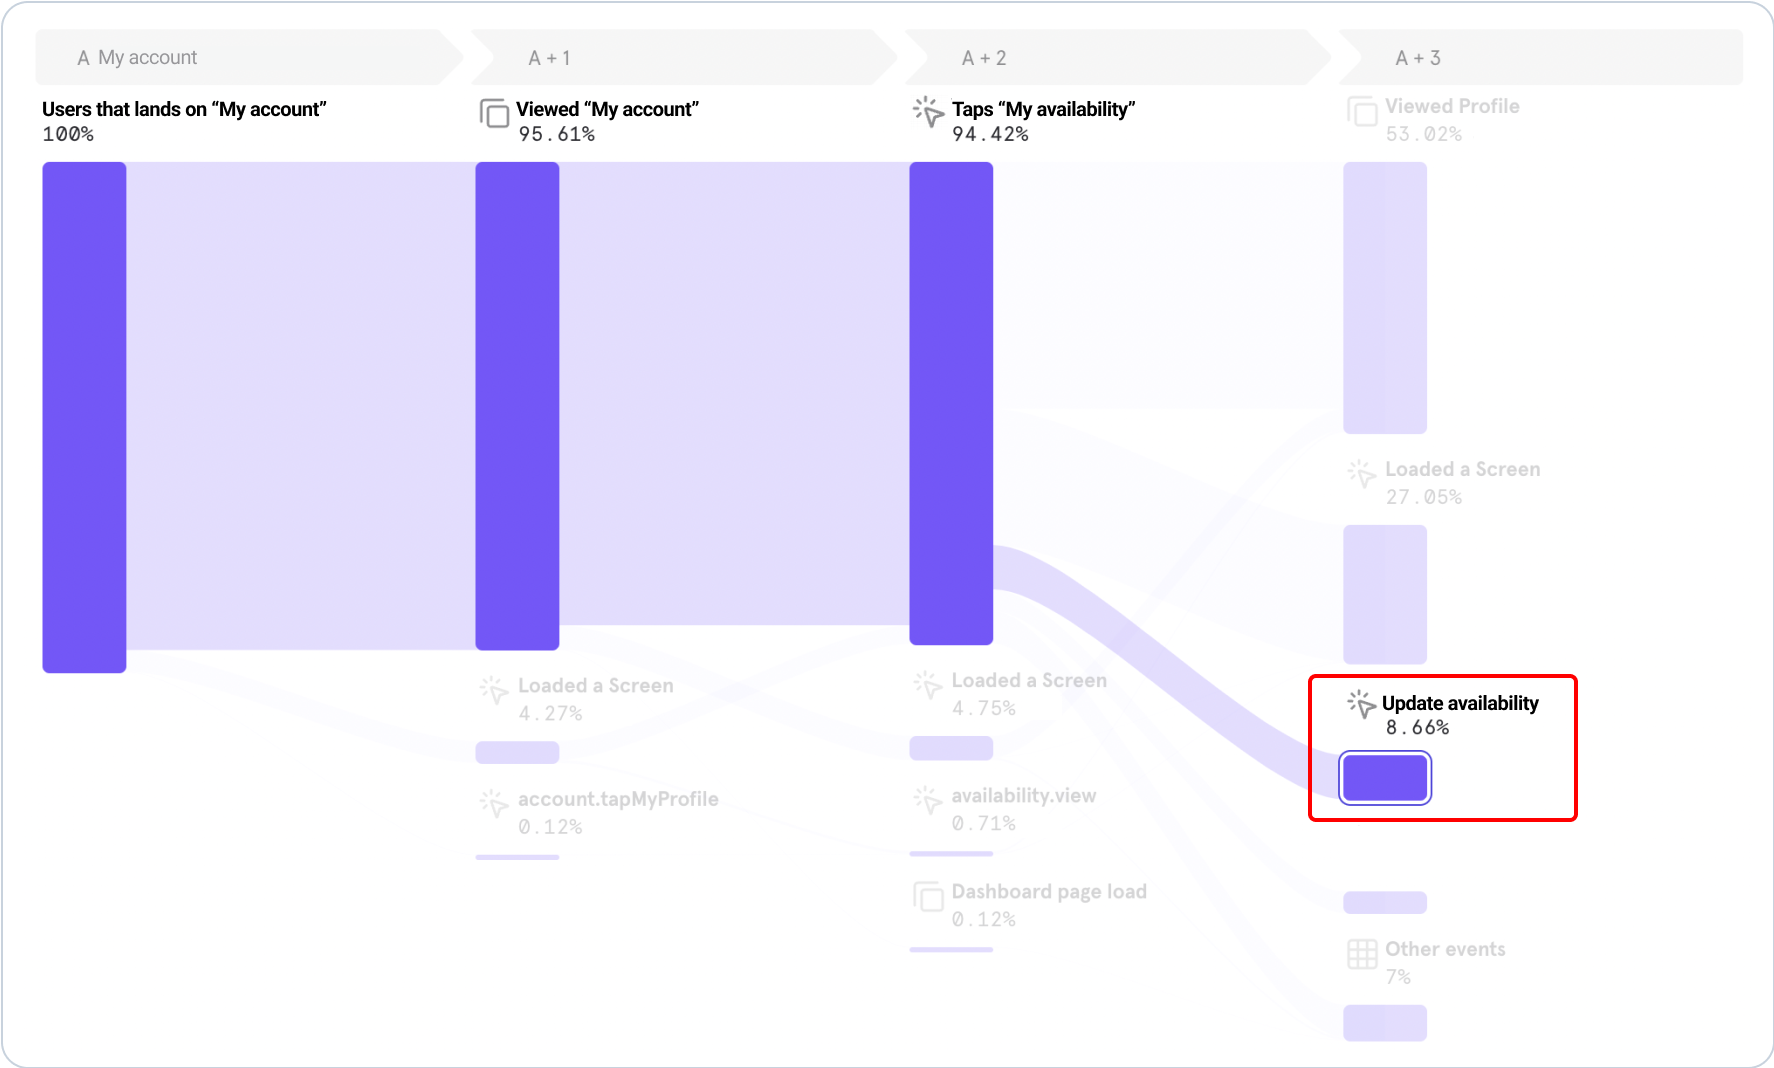 A My account
A + 1
A + 2
A + 3
Users that lands on “My account”
100%
Viewed “My account”
95.61%
Taps “My availability”
94.42%
Viewed Profile
53.02%
Loaded a Screen
27.05%
Loaded a Screen
4.27%
Loaded a Screen
4.75%
Update availability
8.66%
account.tapMyProfile
0.12%
availability.view
0.71%
Dashboard page load
0.12%
Other events
7%